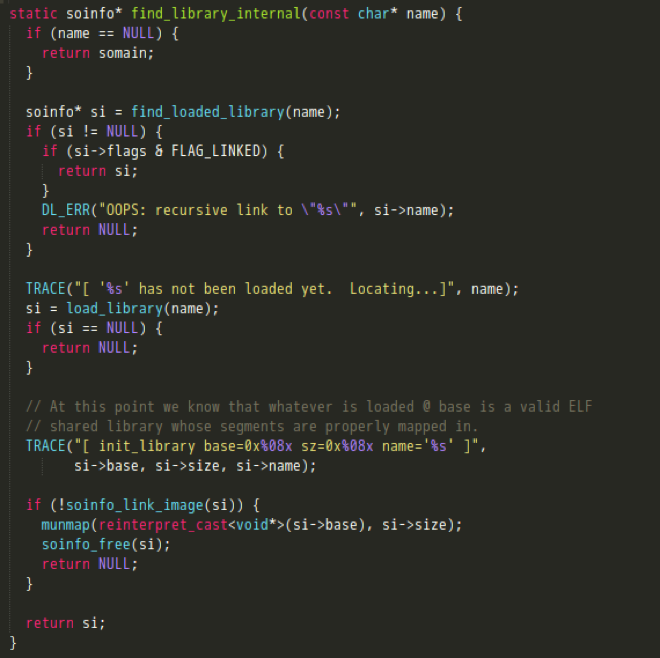 static soinfo* find_library_internal(const char* name) {
  if (name == NULL) {
    return somain;
  }

  soinfo* si = find_loaded_library(name);
  if (si != NULL) {
    if (si->flags & FLAG_LINKED) {
      return si;
    }
    DL_ERR("OOPS: recursive link to \"%s\"", si->name);
    return NULL;
  }

  TRACE("[ '%s' has not been loaded yet.  Locating...]", name);
  si = load_library(name);
  if (si == NULL) {
    return NULL;
  }

  // At this point we know that whatever is loaded @ base is a valid ELF
  // shared library whose segments are properly mapped in.
  TRACE("[ init_library base=0x%08x sz=0x%08x name='%s' ]",
        si->base, si->size, si->name);

  if (!soinfo_link_image(si)) {
    munmap(reinterpret_cast<void*>(si->base), si->size);
    soinfo_free(si);
    return NULL;
  }

  return si;
}